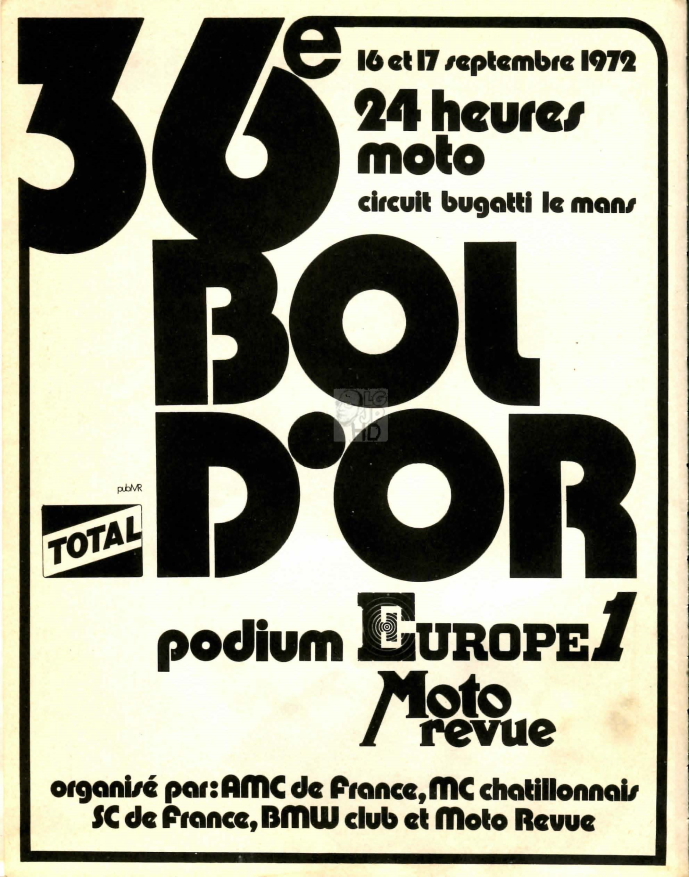 36e
16 et 17 septembre 1972
24 heures
moto
circuit bugatti le mans
BOL
D'OR
pubMR
TOTAL
podium EUROPE 1
Moto
revue
organisé par: AMC de France, MC chatillonnais
SC de France, BMW club et Moto Revue